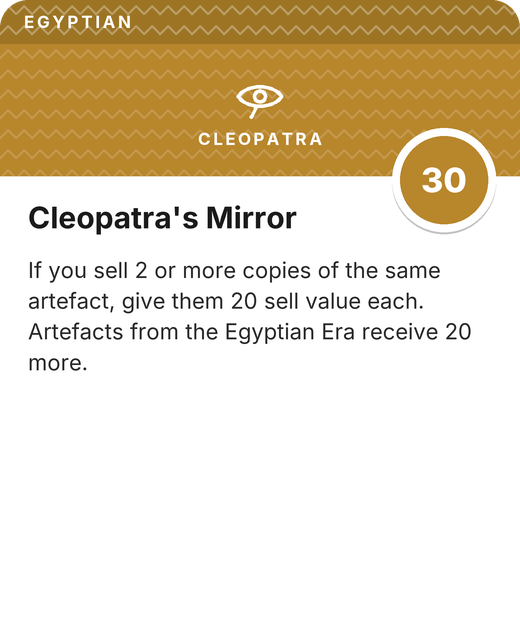 EGYPTIAN
CLEOPATRA
30
Cleopatra's Mirror
If you sell 2 or more copies of the same
artefact, give them 20 sell value each.
Artefacts from the Egyptian Era receive 20
more.